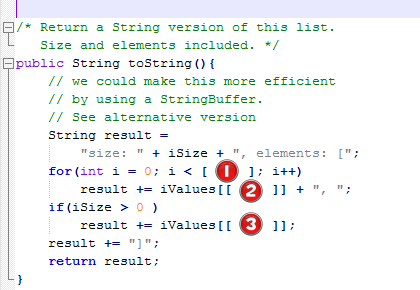 /* Return a String version of this list.
Size and elements included. */
public String toString(){
// we could make this more efficient
// by using a StringBuffer.
// See alternative version
String result =
"size: " + iSize + ", elements: [";
for(int i = 0; i < [ 1 ]; i++)
result += iValues[[ 2 ]] + ", ";
if(iSize > 0 )
result += iValues[[ 3 ]];
result += "]";
return result;
}